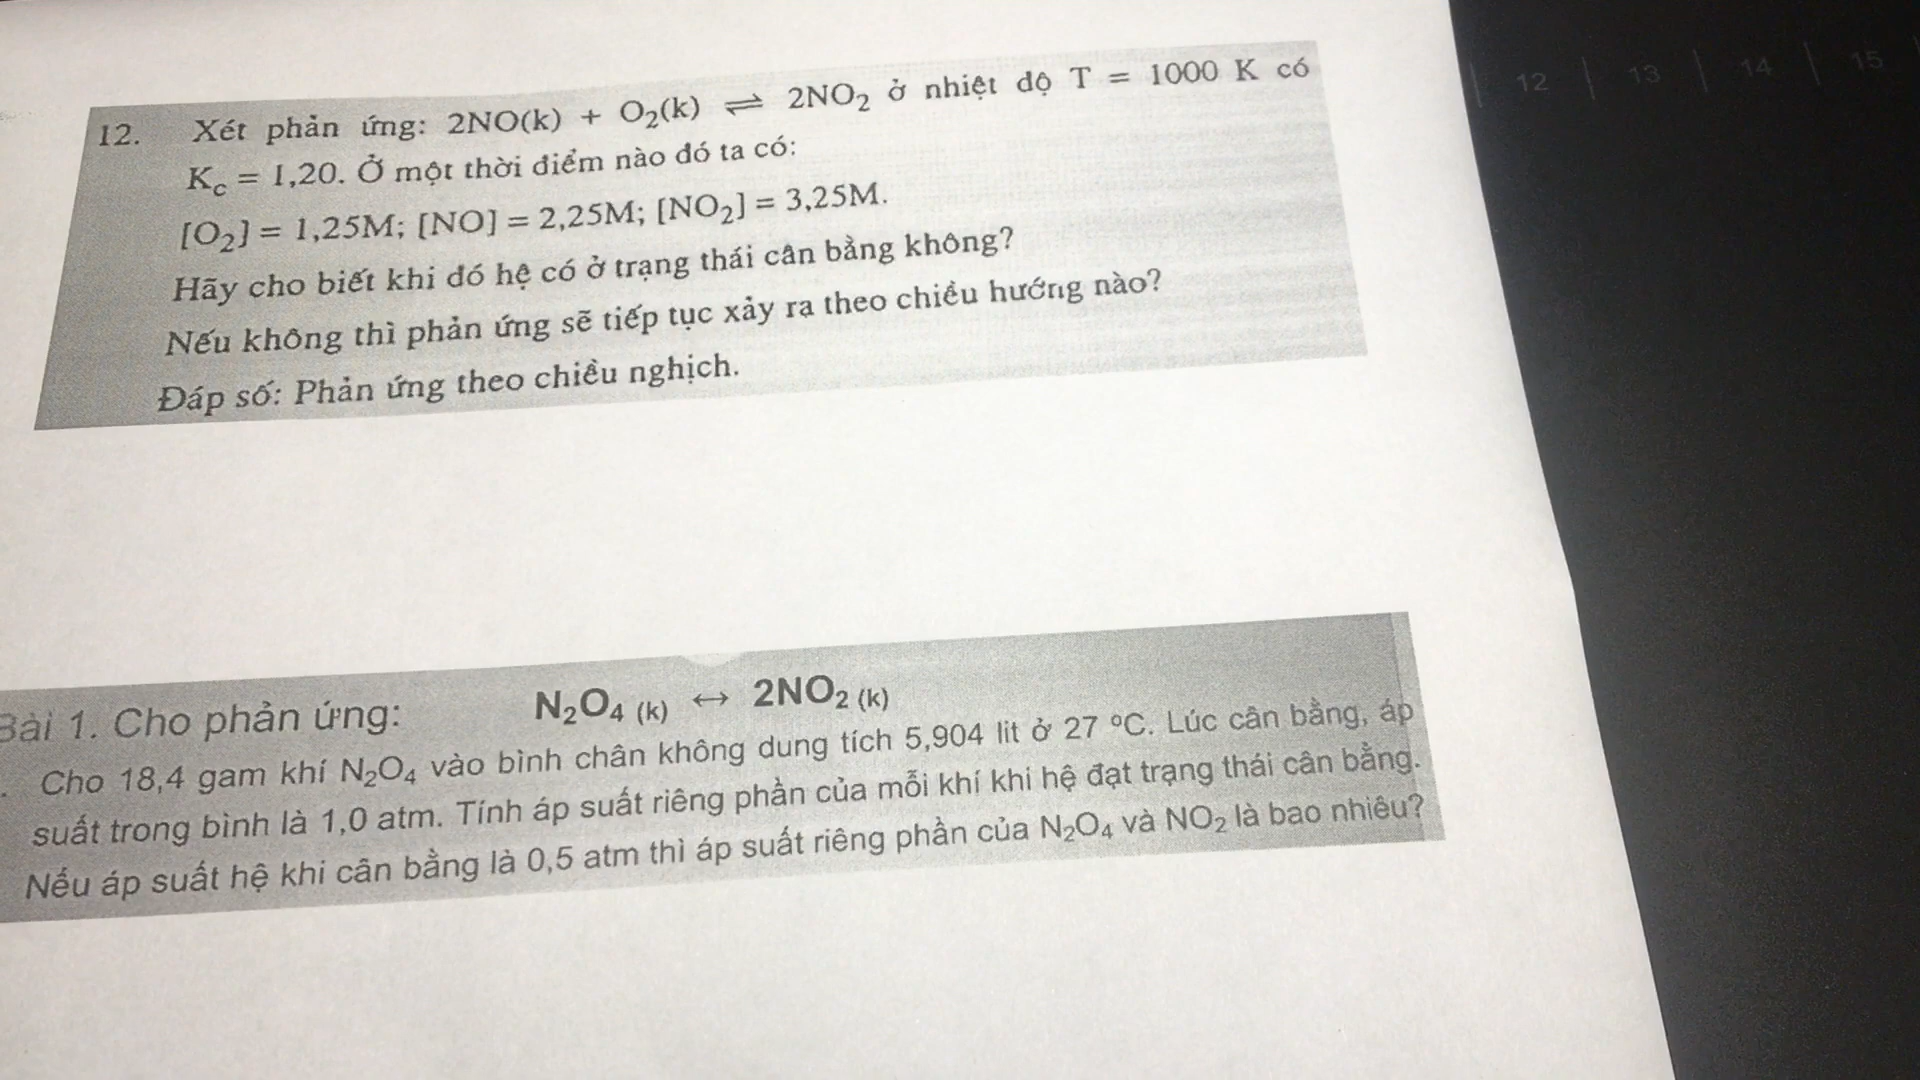 12 | 13 | 14 | 15
12. Xét phản ứng: 2NO(k) + O₂(k) ⇌ 2NO₂ ở nhiệt độ T = 1000 K có
K꜀ = 1,20. Ở một thời điểm nào đó ta có:
[O₂] = 1,25M; [NO] = 2,25M; [NO₂] = 3,25M.
Hãy cho biết khi đó hệ có ở trạng thái cân bằng không?
Nếu không thì phản ứng sẽ tiếp tục xảy ra theo chiều hướng nào?
Đáp số: Phản ứng theo chiều nghịch.
Bài 1. Cho phản ứng: N₂O₄ (k) ↔ 2NO₂ (k)
. Cho 18,4 gam khí N₂O₄ vào bình chân không dung tích 5,904 lit ở 27 ºC. Lúc cân bằng, áp
suất trong bình là 1,0 atm. Tính áp suất riêng phần của mỗi khí khi hệ đạt trạng thái cân bằng.
Nếu áp suất hệ khi cân bằng là 0,5 atm thì áp suất riêng phần của N₂O₄ và NO₂ là bao nhiêu?